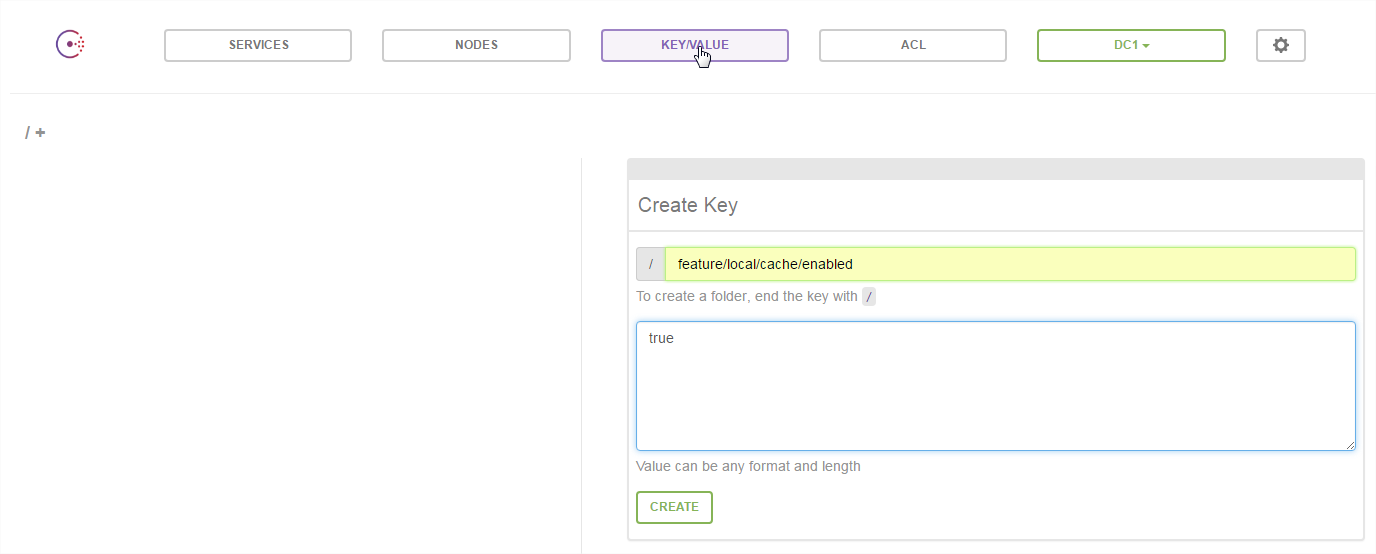 SERVICES NODES KEY/VALUE ACL DC1
/ +
Create Key
/ feature/local/cache/enabled
To create a folder, end the key with /
true
Value can be any format and length
CREATE